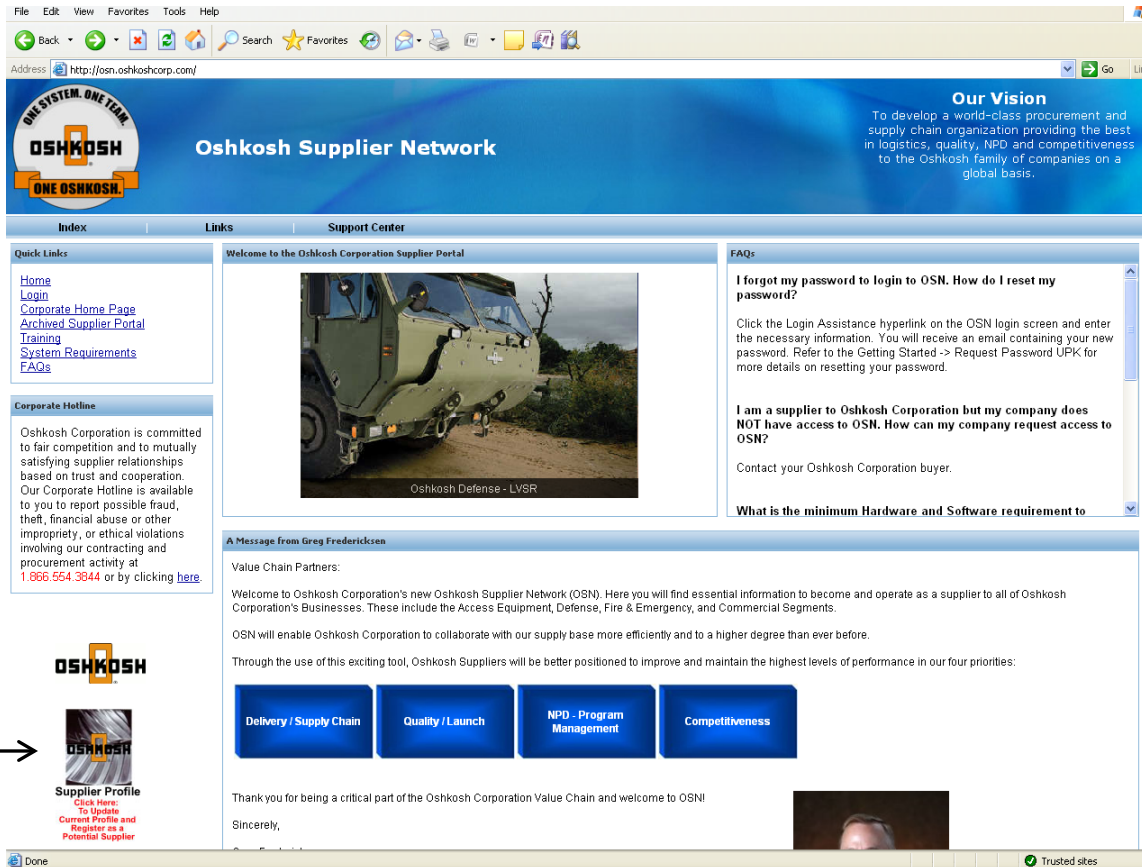 File Edit View Favorites Tools Help
Back Search Favorites
Address http://osn.oshkoshcorp.com/ Go
ONE SYSTEM. ONE TEAM.
OSHKOSH
ONE OSHKOSH.
Oshkosh Supplier Network
Our Vision
To develop a world-class procurement and
supply chain organization providing the best
in logistics, quality, NPD and competitiveness
to the Oshkosh family of companies on a
global basis.
Index Links Support Center
Quick Links
Home
Login
Corporate Home Page
Archived Supplier Portal
Training
System Requirements
FAQs
Corporate Hotline
Oshkosh Corporation is committed
to fair competition and to mutually
satisfying supplier relationships
based on trust and cooperation.
Our Corporate Hotline is available
to you to report possible fraud,
theft, financial abuse or other
impropriety, or ethical violations
involving our contracting and
procurement activity at
1.866.554.3844 or by clicking here.
OSHKOSH
OSHKOSH
Supplier Profile
Click Here:
To Update
Current Profile and
Register as a
Potential Supplier
Welcome to the Oshkosh Corporation Supplier Portal
Oshkosh Defense - LVSR
FAQs
I forgot my password to login to OSN. How do I reset my
password?
Click the Login Assistance hyperlink on the OSN login screen and enter
the necessary information. You will receive an email containing your new
password. Refer to the Getting Started -> Request Password UPK for
more details on resetting your password.
I am a supplier to Oshkosh Corporation but my company does
NOT have access to OSN. How can my company request access to
OSN?
Contact your Oshkosh Corporation buyer.
What is the minimum Hardware and Software requirement to
A Message from Greg Fredericksen
Value Chain Partners:
Welcome to Oshkosh Corporation's new Oshkosh Supplier Network (OSN). Here you will find essential information to become and operate as a supplier to all of Oshkosh
Corporation's Businesses. These include the Access Equipment, Defense, Fire & Emergency, and Commercial Segments.
OSN will enable Oshkosh Corporation to collaborate with our supply base more efficiently and to a higher degree than ever before.
Through the use of this exciting tool, Oshkosh Suppliers will be better positioned to improve and maintain the highest levels of performance in our four priorities:
Delivery / Supply Chain
Quality / Launch
NPD - Program
Management
Competitiveness
Thank you for being a critical part of the Oshkosh Corporation Value Chain and welcome to OSN!
Sincerely,
Done
Trusted sites